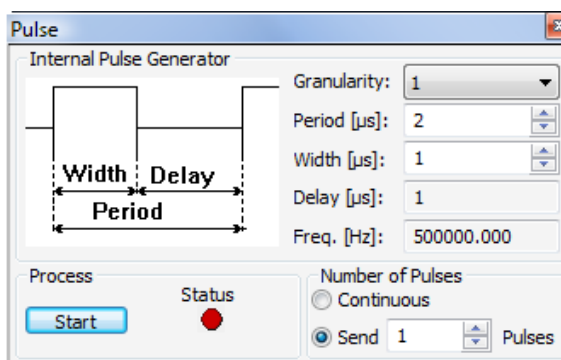 Pulse
Internal Pulse Generator
Granularity: 1
Period [µs]: 2
Width [µs]: 1
Delay [µs]: 1
Freq. [Hz]: 500000.000
Width Delay
Period
Process
Status
Start
Number of Pulses
Continuous
Send 1 Pulses